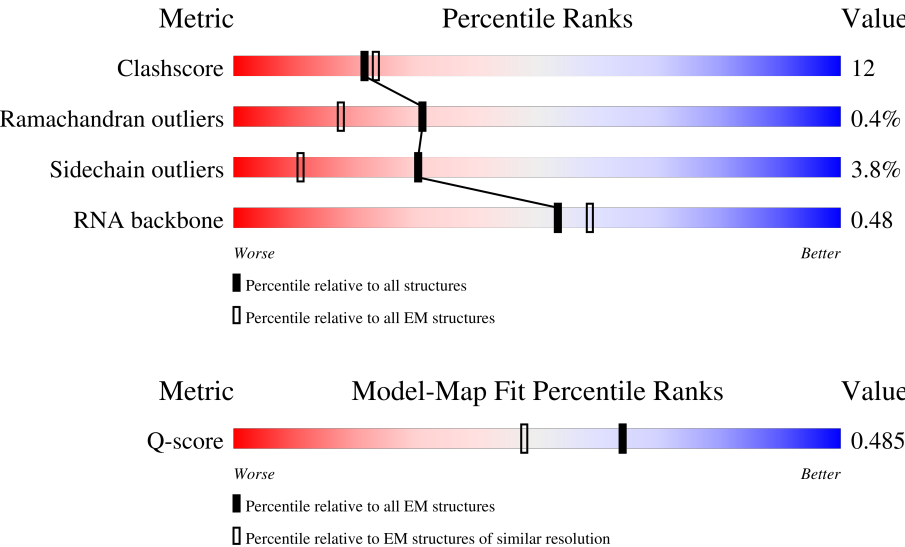 Metric Percentile Ranks Value
Clashscore 12
Ramachandran outliers 0.4%
Sidechain outliers 3.8%
RNA backbone 0.48
Worse Better
Percentile relative to all structures
Percentile relative to all EM structures
Metric Model-Map Fit Percentile Ranks Value
Q-score 0.485
Worse Better
Percentile relative to all EM structures
Percentile relative to EM structures of similar resolution